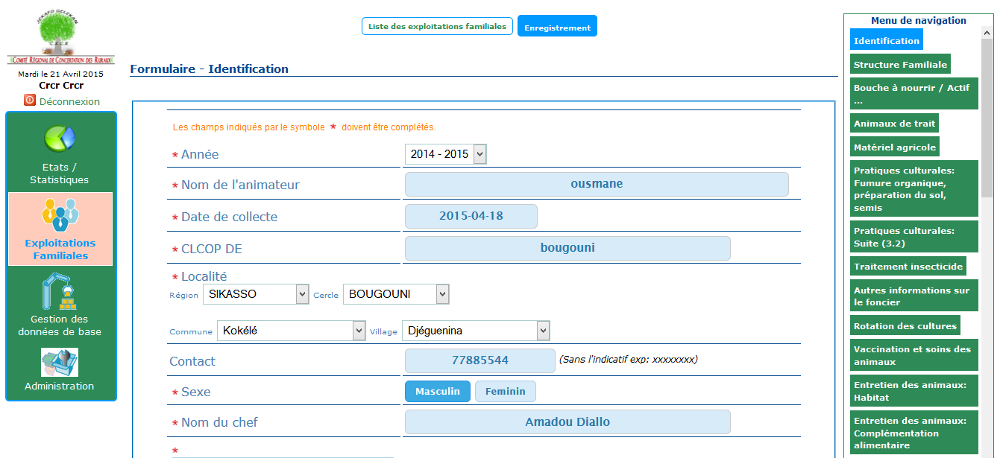 JEKAFO GELEKAN
C.R.C.R
COMITÉ RÉGIONAL DE CONCERTATION DES RURAUX
Mardi le 21 Avril 2015
Crcr Crcr
Déconnexion
Etats /
Statistiques
Exploitations
Familiales
Gestion des
données de base
Administration
Liste des exploitations familiales
Enregistrement
Formulaire - Identification
Les champs indiqués par le symbole * doivent être complétés.
* Année 2014 - 2015
* Nom de l'animateur ousmane
* Date de collecte 2015-04-18
* CLCOP DE bougouni
* Localité
Région SIKASSO Cercle BOUGOUNI
Commune Kokélé Village Djéguenina
Contact 77885544 (Sans l'indicatif exp: xxxxxxxx)
* Sexe Masculin Feminin
* Nom du chef Amadou Diallo
*
Menu de navigation
Identification
Structure Familiale
Bouche à nourrir / Actif
...
Animaux de trait
Matériel agricole
Pratiques culturales:
Fumure organique,
préparation du sol,
semis
Pratiques culturales:
Suite (3.2)
Traitement insecticide
Autres informations sur
le foncier
Rotation des cultures
Vaccination et soins des
animaux
Entretien des animaux:
Habitat
Entretien des animaux:
Complémentation
alimentaire